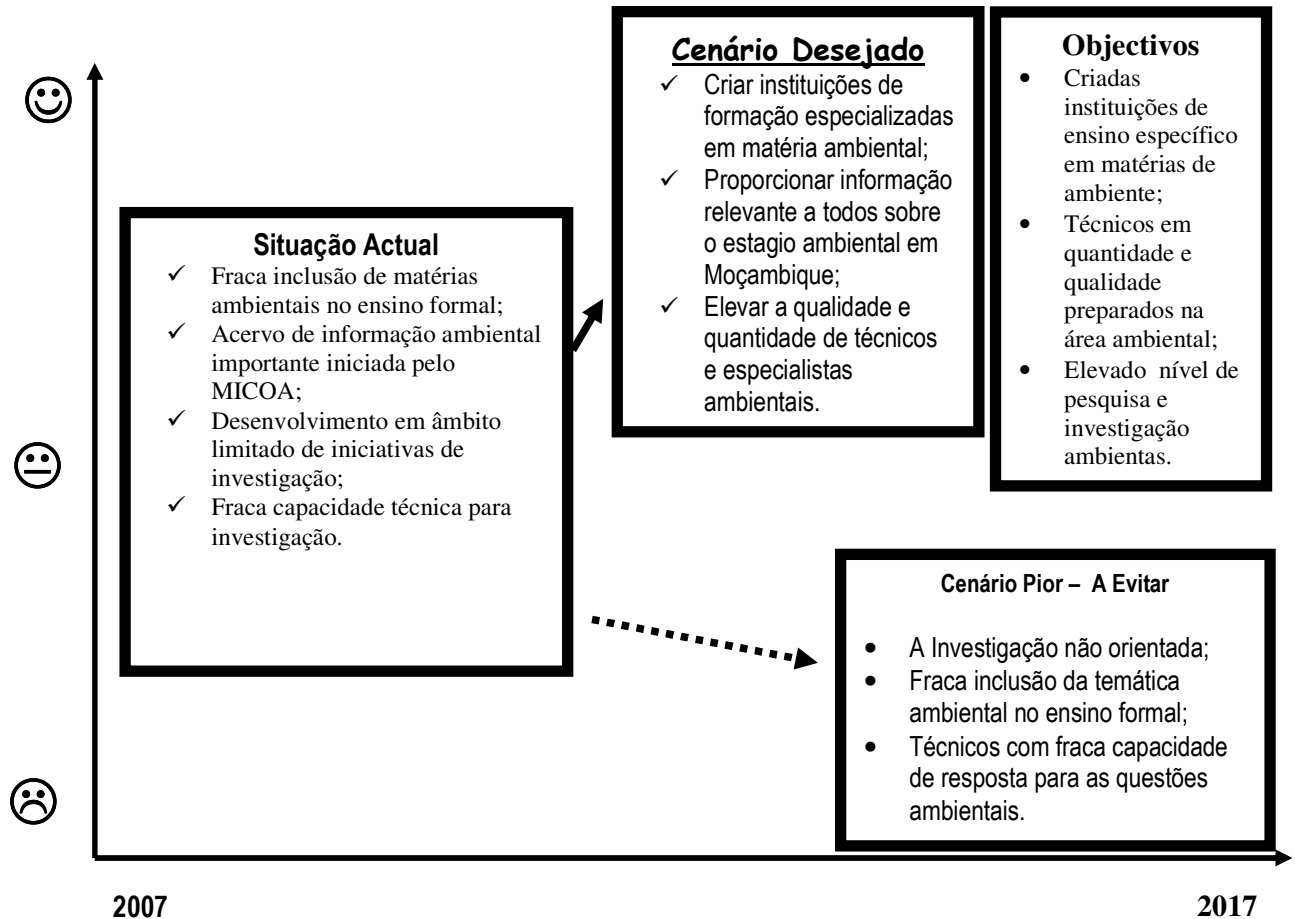 Situação Actual
✓ Fraca inclusão de matérias
ambientais no ensino formal;
✓ Acervo de informação ambiental
importante iniciada pelo
MICOA;
✓ Desenvolvimento em âmbito
limitado de iniciativas de
investigação;
✓ Fraca capacidade técnica para
investigação.
Cenário Desejado
✓ Criar instituições de
formação especializadas
em matéria ambiental;
✓ Proporcionar informação
relevante a todos sobre
o estagio ambiental em
Moçambique;
✓ Elevar a qualidade e
quantidade de técnicos
e especialistas
ambientais.
Objectivos
• Criadas
instituições de
ensino específico
em matérias de
ambiente;
• Técnicos em
quantidade e
qualidade
preparados na
área ambiental;
• Elevado nível de
pesquisa e
investigação
ambientas.
Cenário Pior – A Evitar
• A Investigação não orientada;
• Fraca inclusão da temática
ambiental no ensino formal;
• Técnicos com fraca capacidade
de resposta para as questões
ambientais.
2007
2017